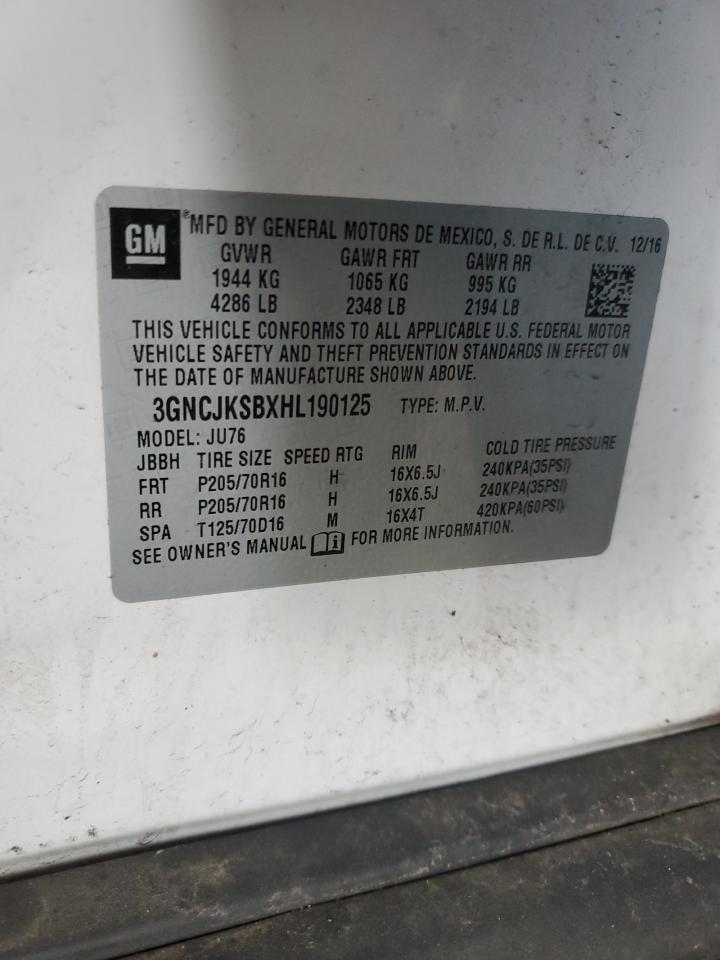 GM ®MFD BY GENERAL MOTORS DE MEXICO, S. DE R.L. DE C.V. 12/16
GVWR GAWR FRT GAWR RR
1944 KG 1065 KG 995 KG
4286 LB 2348 LB 2194 LB
THIS VEHICLE CONFORMS TO ALL APPLICABLE U.S. FEDERAL MOTOR
VEHICLE SAFETY AND THEFT PREVENTION STANDARDS IN EFFECT ON
THE DATE OF MANUFACTURE SHOWN ABOVE.
3GNCJKSBXHL190125 TYPE: M.P.V.
MODEL: JU76
JBBH TIRE SIZE SPEED RTG RIM COLD TIRE PRESSURE
FRT P205/70R16 H 16X6.5J 240KPA(35PSI)
RR P205/70R16 H 16X6.5J 240KPA(35PSI)
SPA T125/70D16 M 16X4T 420KPA(60PSI)
SEE OWNER'S MANUAL FOR MORE INFORMATION.